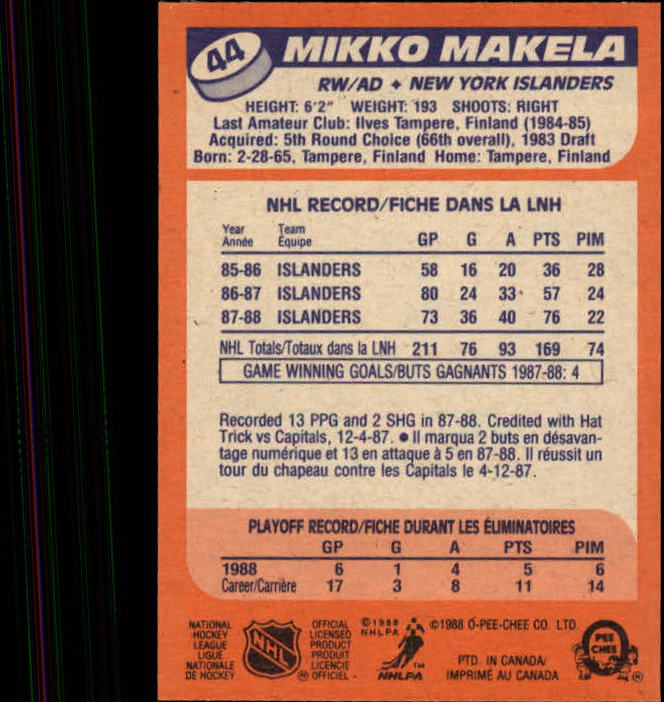 44 MIKKO MAKELA
RW/AD ✦ NEW YORK ISLANDERS
HEIGHT: 6'2" WEIGHT: 193 SHOOTS: RIGHT
Last Amateur Club: Ilves Tampere, Finland (1984-85)
Acquired: 5th Round Choice (66th overall), 1983 Draft
Born: 2-28-65, Tampere, Finland Home: Tampere, Finland
NHL RECORD/FICHE DANS LA LNH
Year Team
Année Équipe GP G A PTS PIM
85-86 ISLANDERS 58 16 20 36 28
86-87 ISLANDERS 80 24 33 57 24
87-88 ISLANDERS 73 36 40 76 22
NHL Totals/Totaux dans la LNH 211 76 93 169 74
GAME WINNING GOALS/BUTS GAGNANTS 1987-88: 4
Recorded 13 PPG and 2 SHG in 87-88. Credited with Hat
Trick vs Capitals, 12-4-87. ● Il marqua 2 buts en désavan-
tage numérique et 13 en attaque à 5 en 87-88. Il réussit un
tour du chapeau contre les Capitals le 4-12-87.
PLAYOFF RECORD/FICHE DURANT LES ÉLIMINATOIRES
GP G A PTS PIM
1988 6 1 4 5 6
Career/Carrière 17 3 8 11 14
NATIONAL
HOCKEY
LEAGUE
LIGUE
NATIONALE
DE HOCKEY
NHL
OFFICIAL
LICENSED
PRODUCT
PRODUIT
LICENCIE
® OFFICIEL
©1988
NHLPA
TM
NHLPA
©1988 O-PEE-CHEE CO. LTD.
PTD. IN CANADA/
IMPRIMÉ AU CANADA
O
PEE
CHEE
®